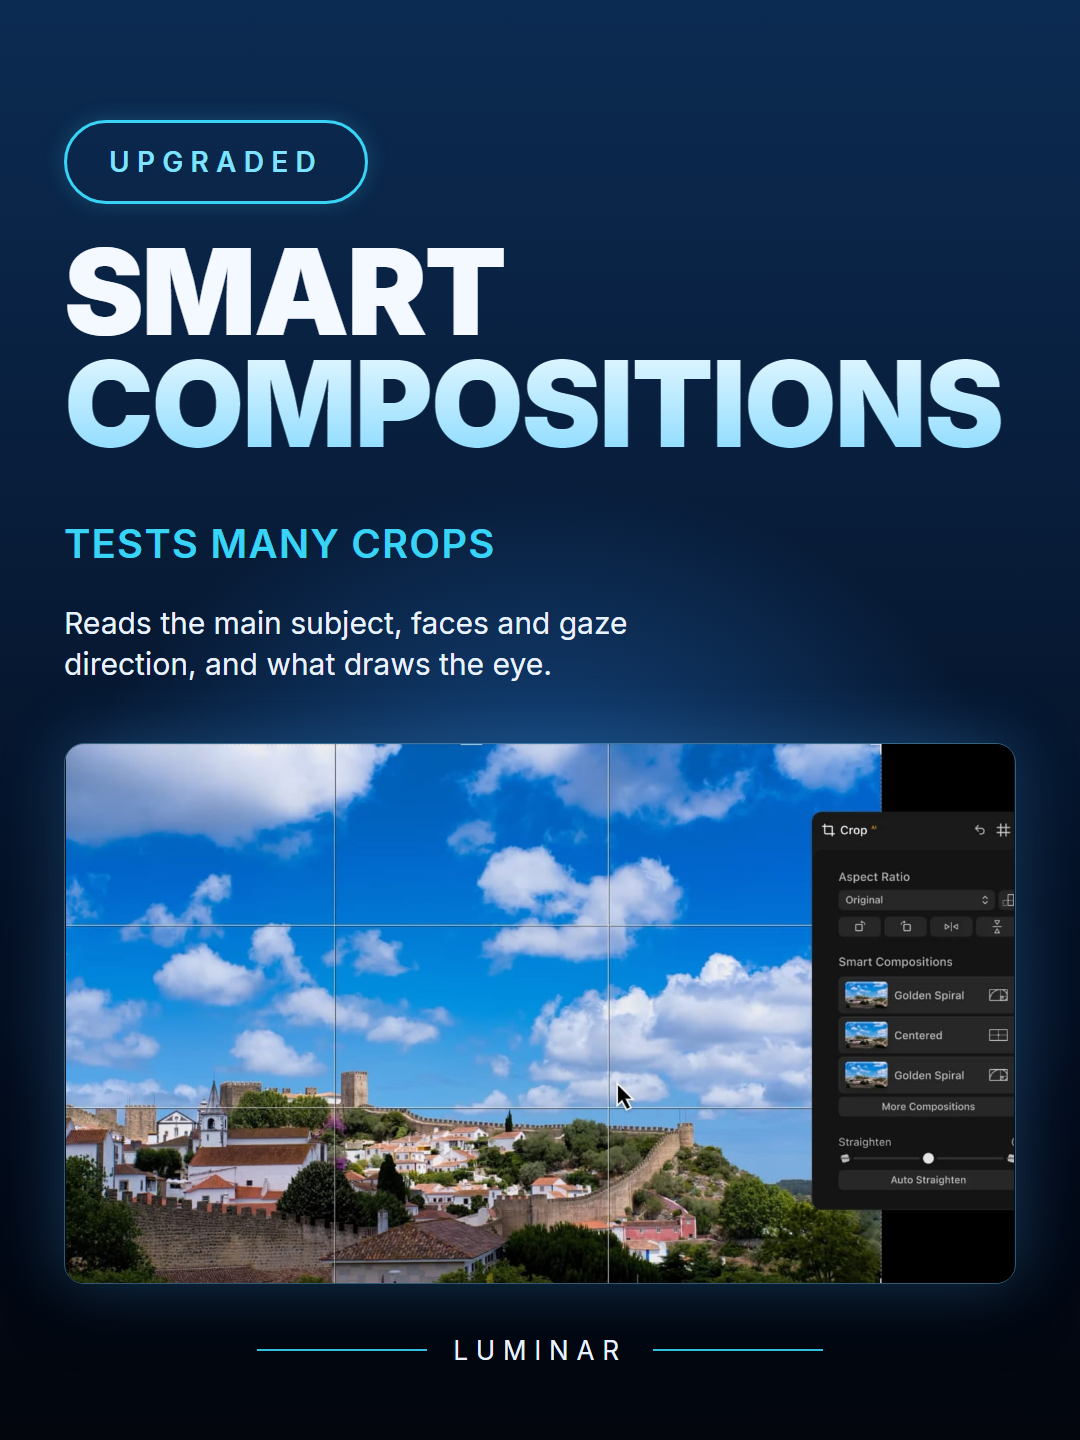 UPGRADED
SMART
COMPOSITIONS
TESTS MANY CROPS
Reads the main subject, faces and gaze
direction, and what draws the eye.
Crop AI
Aspect Ratio
Original
Smart Compositions
Golden Spiral
Centered
Golden Spiral
More Compositions
Straighten
Auto Straighten
LUMINAR